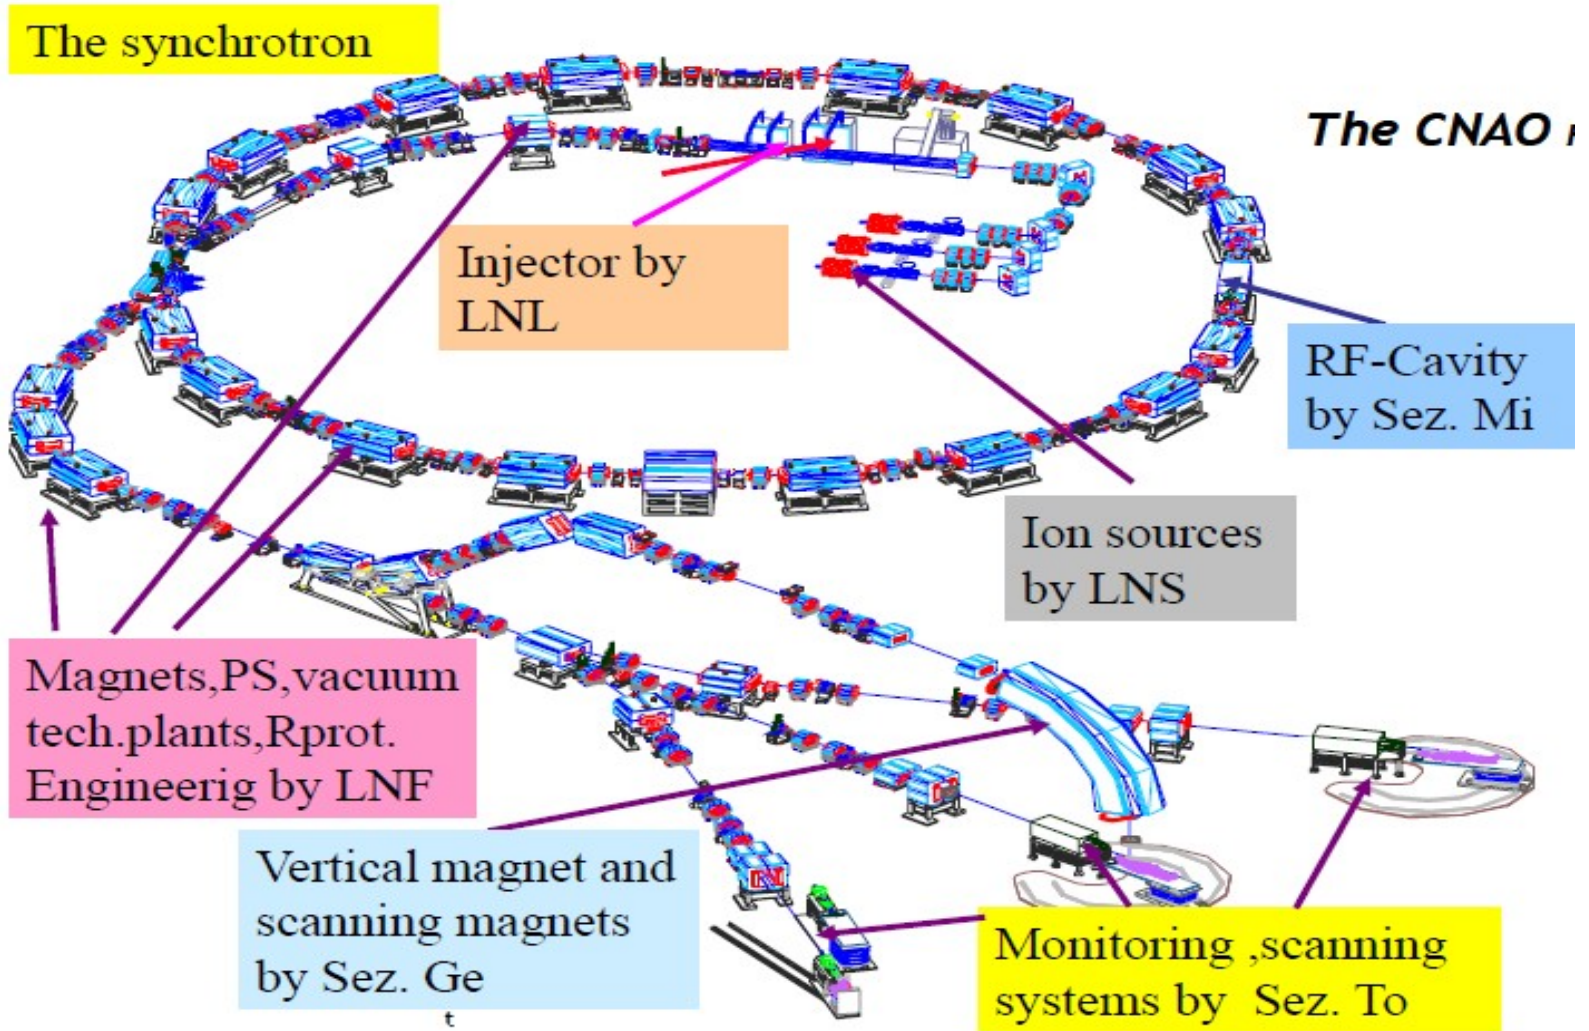 The synchrotron
The CNAO
Injector by
LNL
RF-Cavity
by Sez. Mi
Ion sources
by LNS
Magnets,PS,vacuum
tech.plants,Rprot.
Engineerig by LNF
Vertical magnet and
scanning magnets
by Sez. Ge
t
Monitoring ,scanning
systems by Sez. To